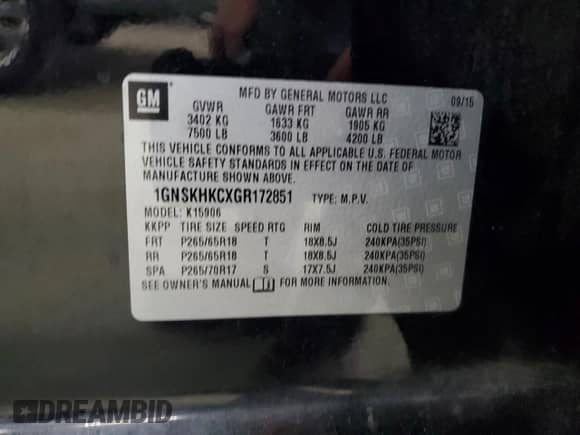 GM
MFD BY GENERAL MOTORS LLC
09/15
GVWR GAWR FRT GAWR RR
3402 KG 1633 KG 1905 KG
7500 LB 3600 LB 4200 LB
THIS VEHICLE CONFORMS TO ALL APPLICABLE U.S. FEDERAL MOTOR
VEHICLE SAFETY STANDARDS IN EFFECT ON THE DATE OF
MANUFACTURE SHOWN ABOVE.
1GNSKHKCXGR172851 TYPE: M.P.V.
MODEL: K15906
KKPP TIRE SIZE SPEED RTG RIM COLD TIRE PRESSURE
FRT P265/65R18 T 18X8.5J 240KPA(35PSI)
RR P265/65R18 T 18X8.5J 240KPA(35PSI)
SPA P265/70R17 S 17X7.5J 240KPA(35PSI)
SEE OWNER'S MANUAL FOR MORE INFORMATION.
DREAMBID